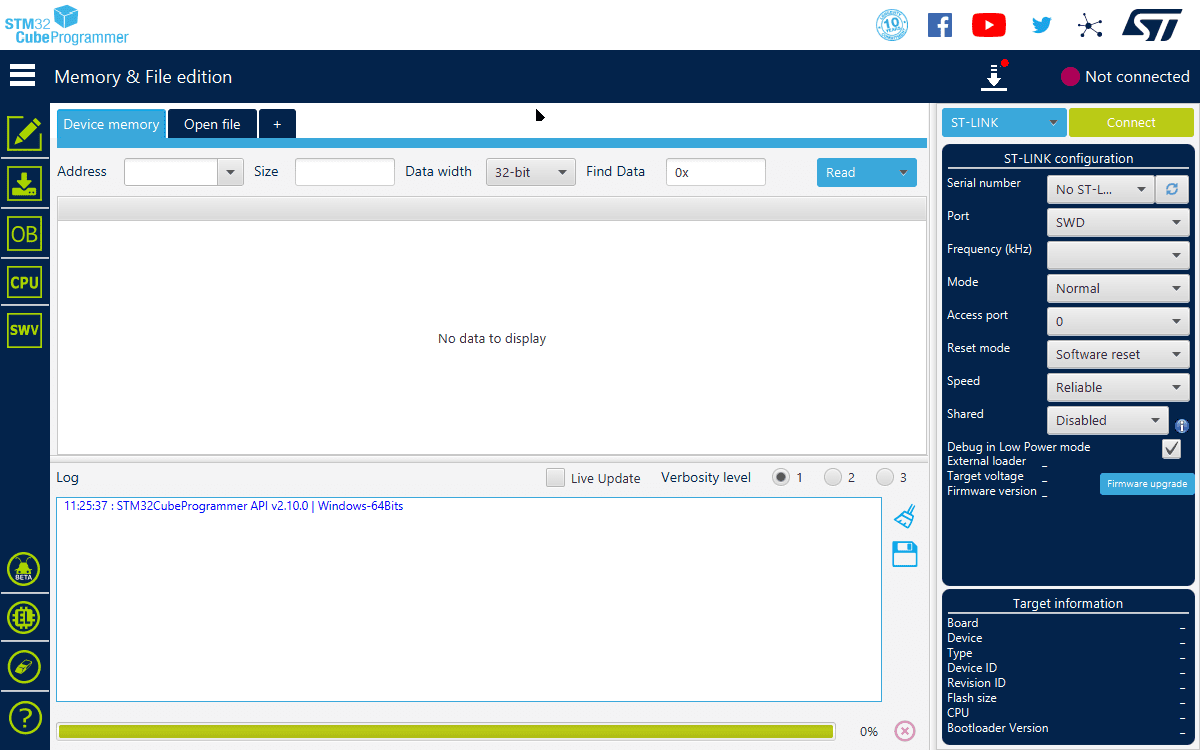 STM32
CubeProgrammer
10
YEARS
ST
Memory & File edition
Not connected
Device memory
Open file
+
Address
Size
Data width
32-bit
Find Data
0x
Read
No data to display
Log
Live Update
Verbosity level
1
2
3
11:25:37 : STM32CubeProgrammer API v2.10.0 | Windows-64Bits
0%
OB
CPU
SWV
BETA
EL
?
ST-LINK
Connect
ST-LINK configuration
Serial number
No ST-L...
Port
SWD
Frequency (kHz)
Mode
Normal
Access port
0
Reset mode
Software reset
Speed
Reliable
Shared
Disabled
i
Debug in Low Power mode
External loader _
Target voltage _
Firmware version _
Firmware upgrade
Target information
Board _
Device _
Type _
Device ID _
Revision ID _
Flash size _
CPU _
Bootloader Version _